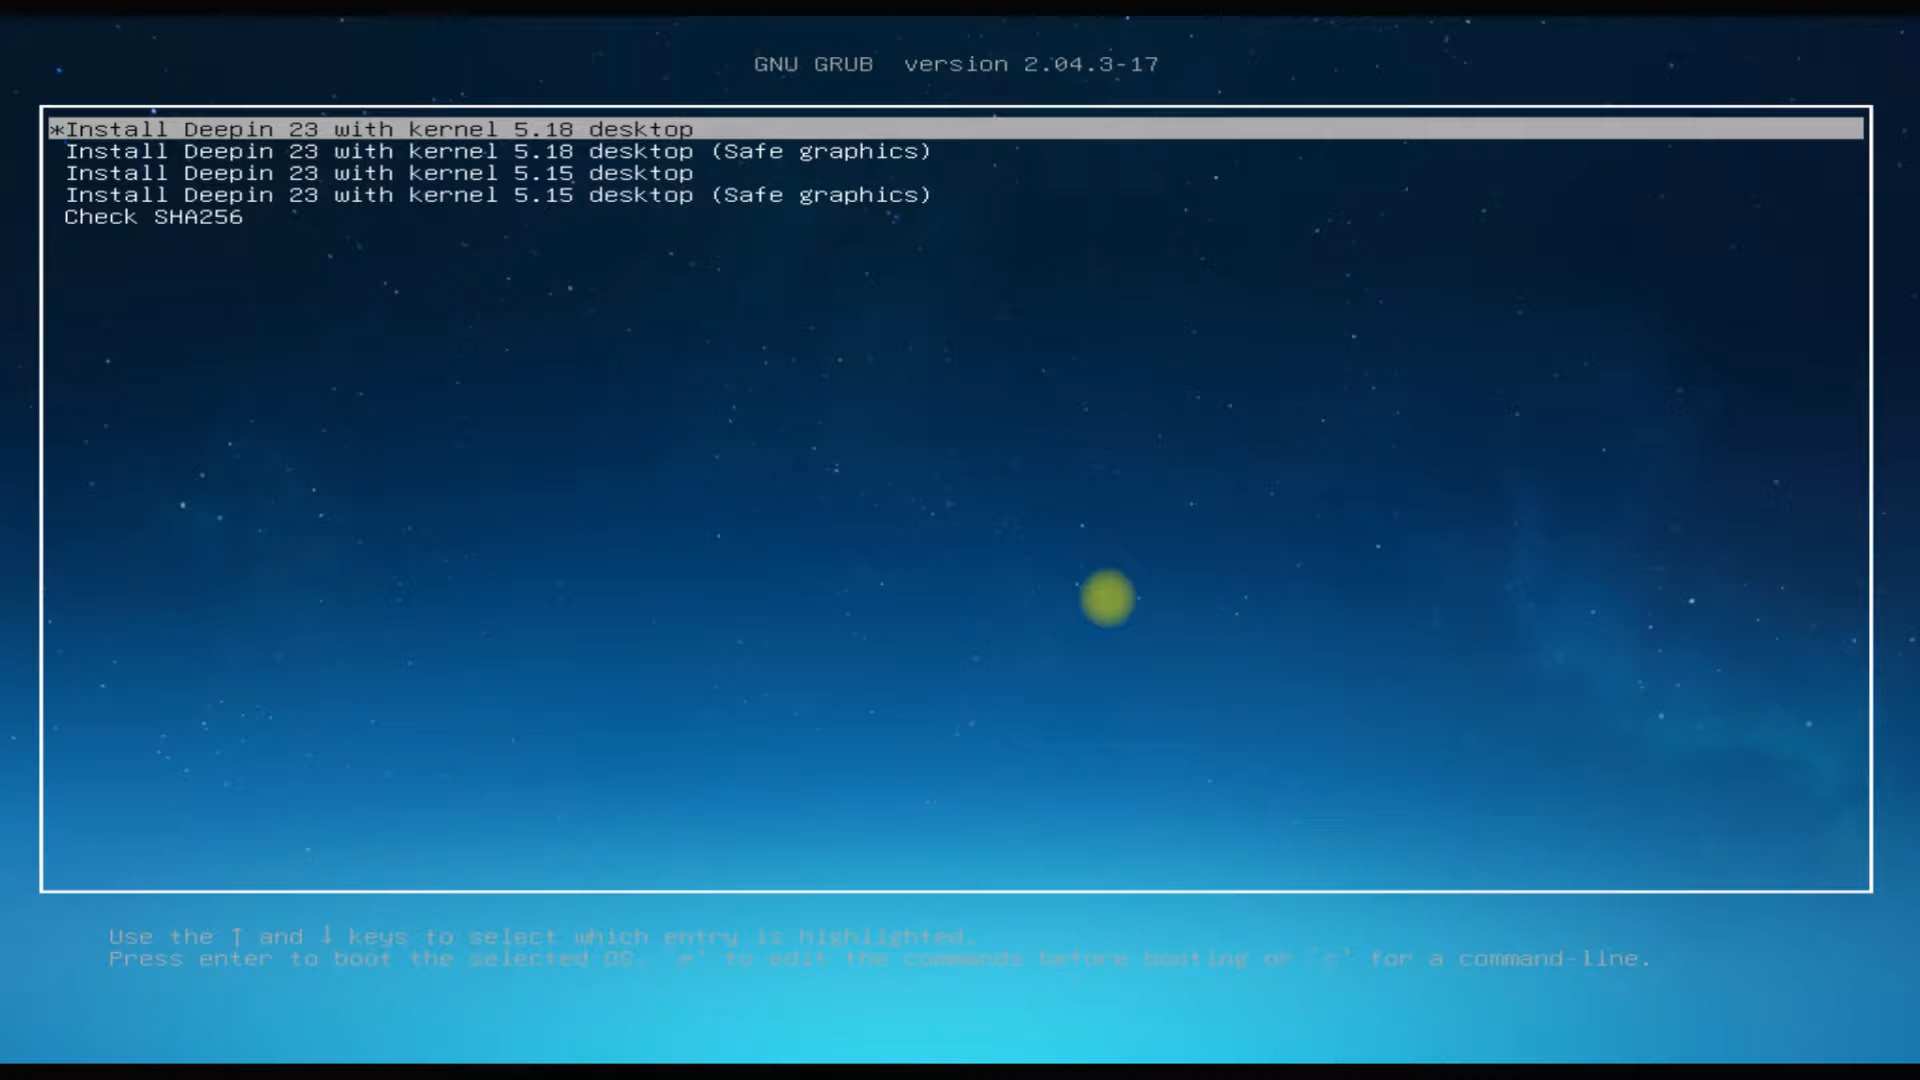 GNU GRUB  version 2.04.3-17
*Install Deepin 23 with kernel 5.18 desktop
Install Deepin 23 with kernel 5.18 desktop (Safe graphics)
Install Deepin 23 with kernel 5.15 desktop
Install Deepin 23 with kernel 5.15 desktop (Safe graphics)
Check SHA256
Use the ↑ and ↓ keys to select which entry is highlighted.
Press enter to boot the selected OS, `e' to edit the commands before booting or `c' for a command-line.